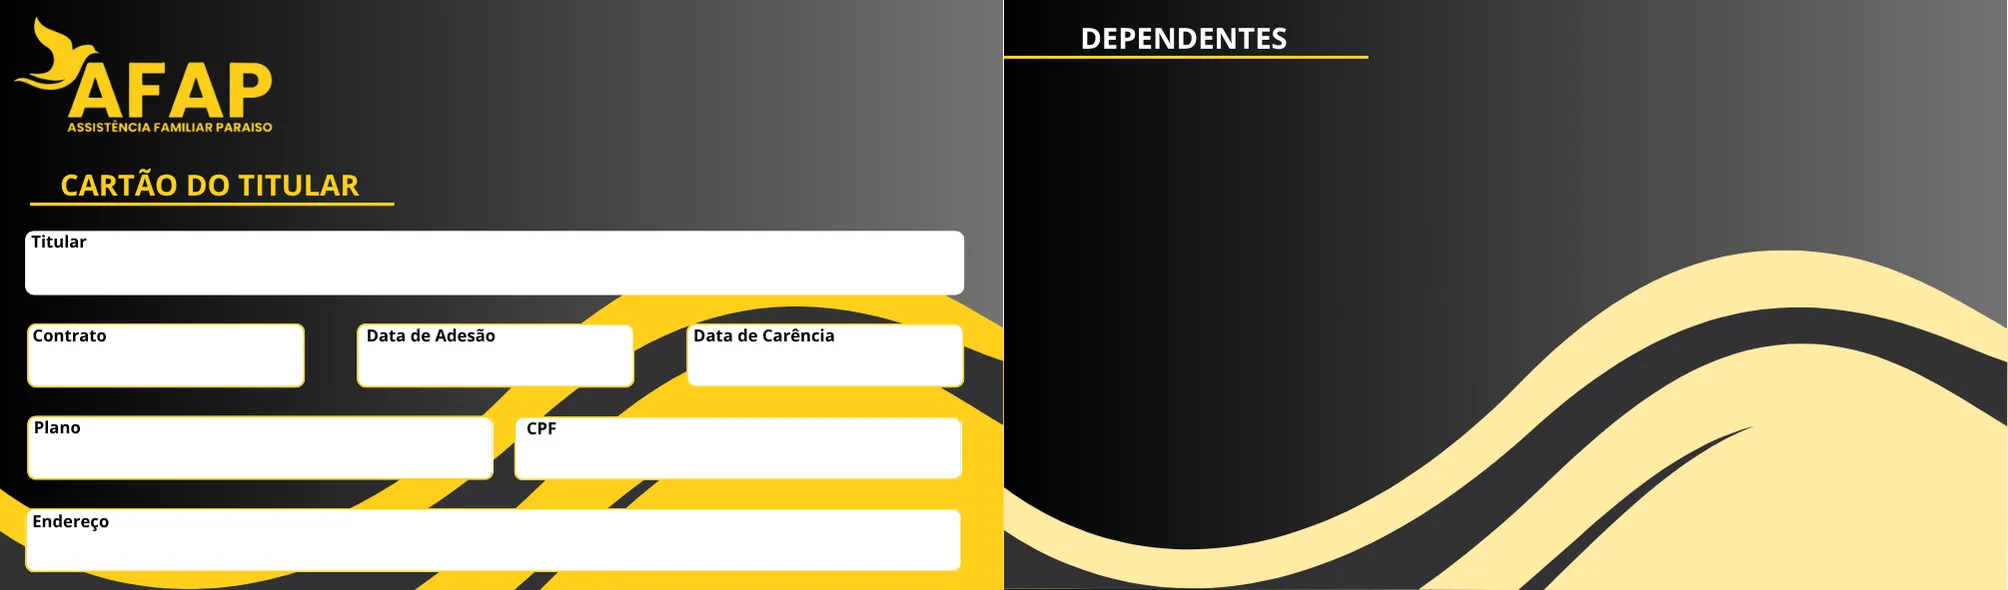 AFAP
ASSISTÊNCIA FAMILIAR PARAISO
CARTÃO DO TITULAR
Titular
Contrato
Data de Adesão
Data de Carência
Plano
CPF
Endereço
DEPENDENTES